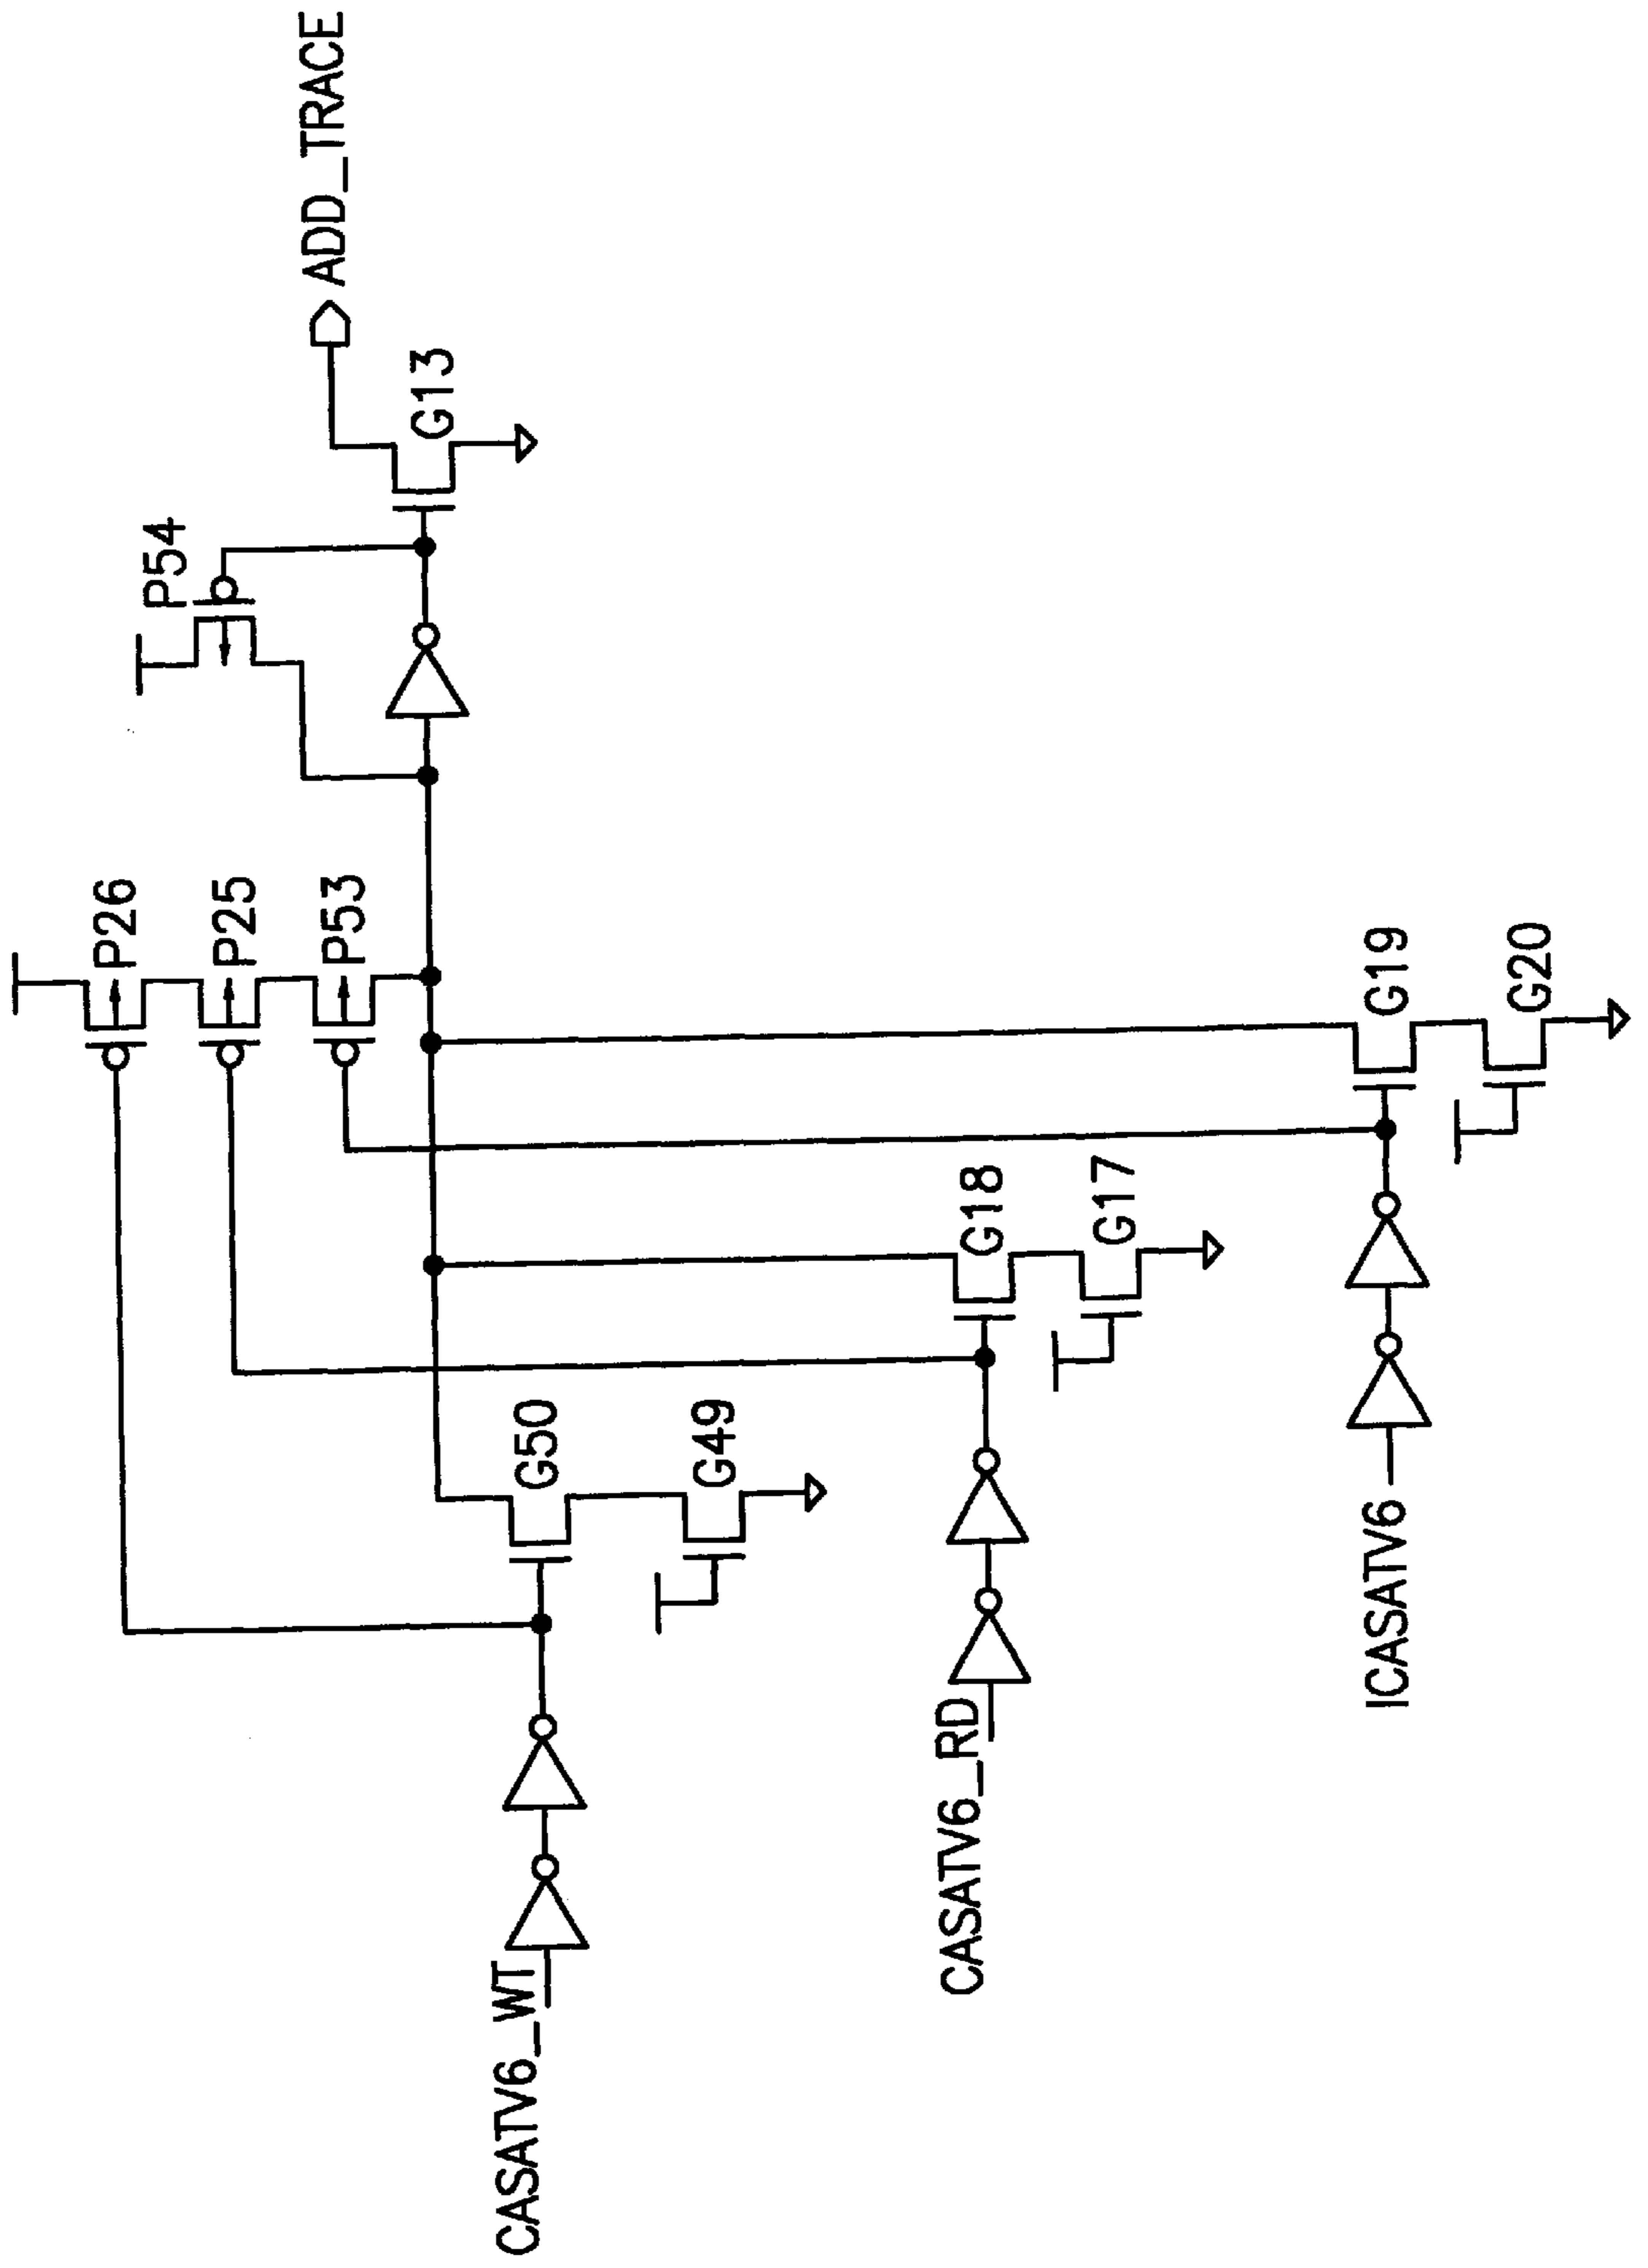 ADD_TRACE
P54
G13
P26
P25
P53
G19
G20
G18
G17
G50
G49
CASATV6_WT
CASATV6_RD
ICASATV6